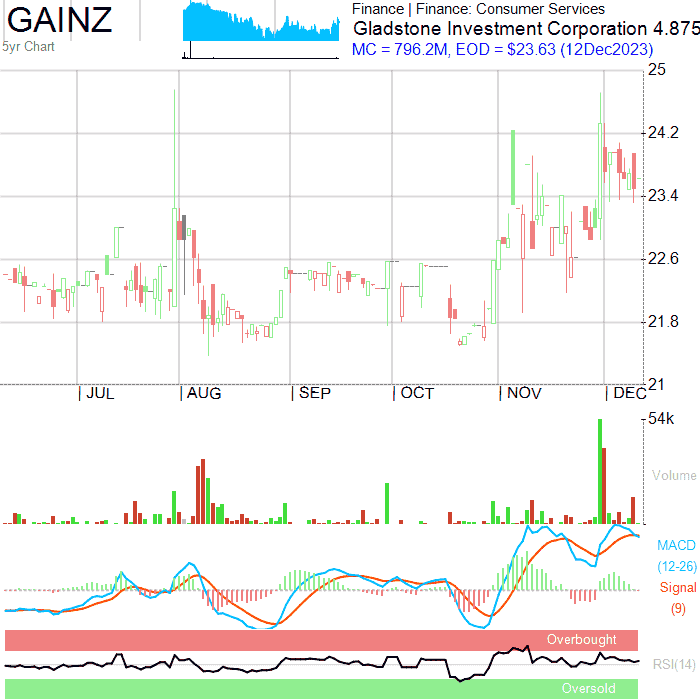 GAINZ
5yr Chart
Finance | Finance: Consumer Services
Gladstone Investment Corporation 4.875
MC = 796.2M, EOD = $23.63 (12Dec2023)
25
24.2
23.4
22.6
21.8
21
JUL AUG SEP OCT NOV DEC
54k
Volume
MACD
(12-26)
Signal
(9)
Overbought
RSI(14)
Oversold